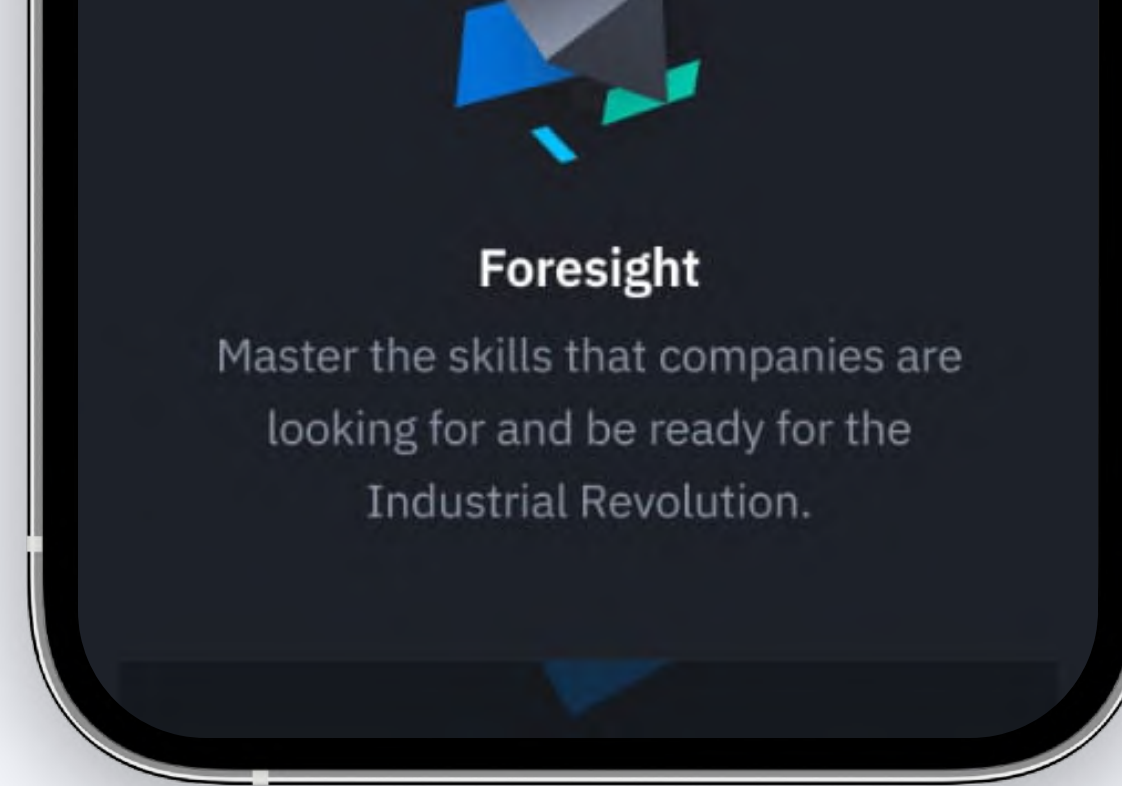 Foresight
Master the skills that companies are
looking for and be ready for the
Industrial Revolution.